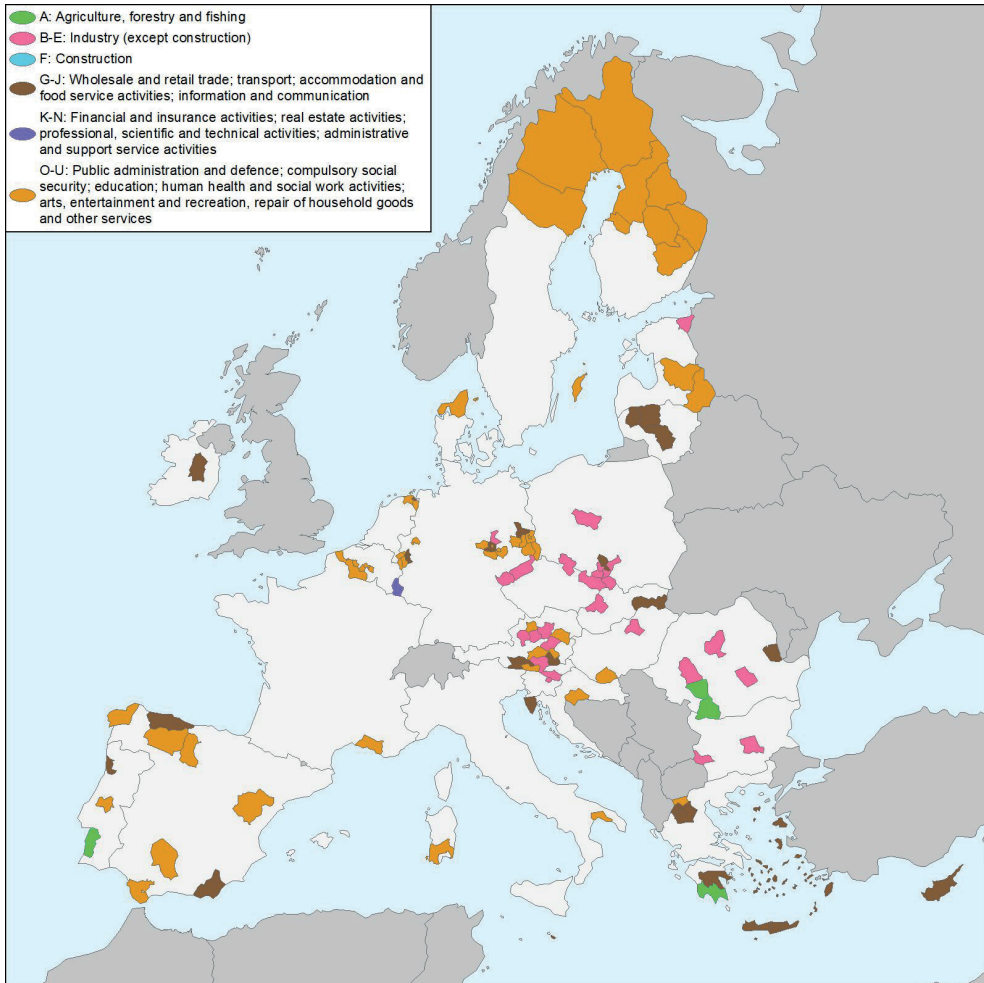 A: Agriculture, forestry and fishing
B-E: Industry (except construction)
F: Construction
G-J: Wholesale and retail trade; transport; accommodation and
food service activities; information and communication
K-N: Financial and insurance activities; real estate activities;
professional, scientific and technical activities; administrative
and support service activities
O-U: Public administration and defence; compulsory social
security; education; human health and social work activities;
arts, entertainment and recreation, repair of household goods
and other services